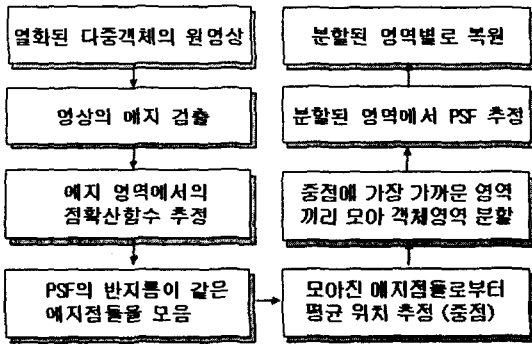 열화된 다중객체의 원영상
영상의 에지 검출
에지 영역에서의
점확산함수 추정
PSF의 반지름이 같은
에지점들을 모음
모아진 에지점들로부터
평균 위치 추정 (중점)
중점에 가장 가까운 영역
끼리 모아 객체영역 분할
분할된 영역에서 PSF 추정
분할된 영역별로 복원